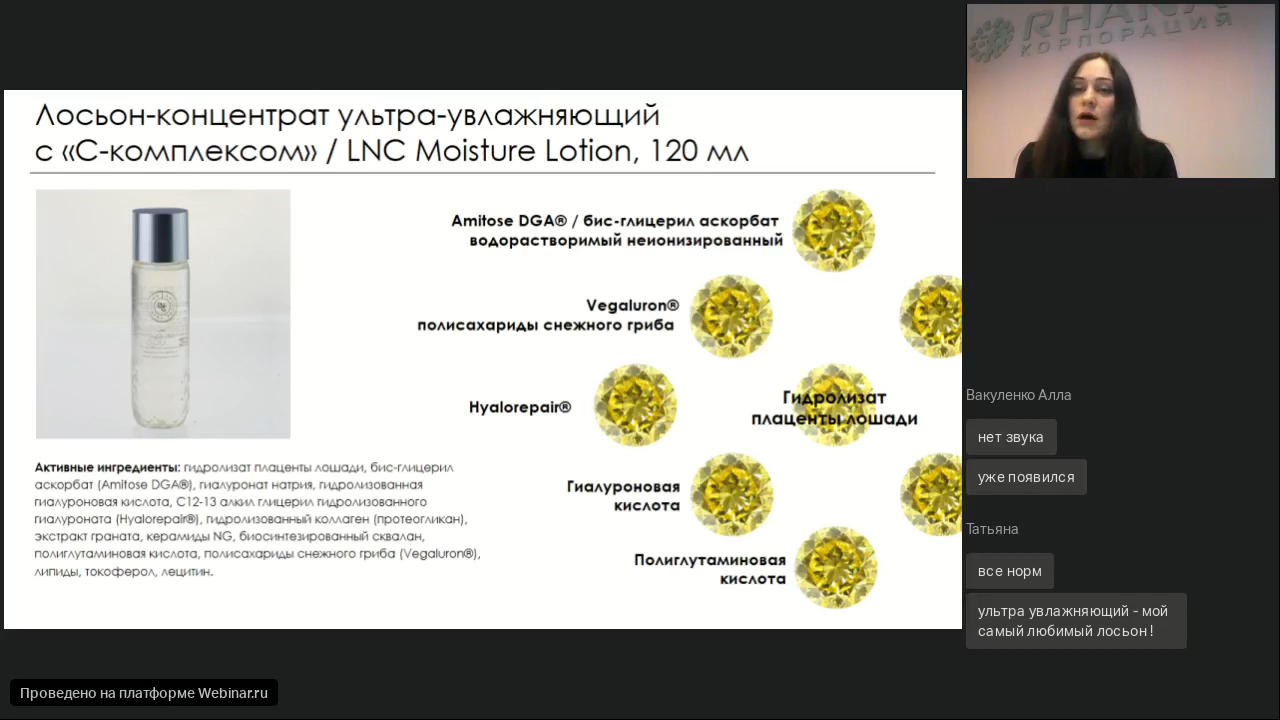 Лосьон-концентрат ультра-увлажняющий
с «С-комплексом» / LNC Moisture Lotion, 120 мл
Amitose DGA® / бис-глицерил аскорбат
водорастворимый неионизированный
Vegaluron®
полисахариды снежного гриба
Hyalorepair®
Гидролизат
плаценты лошади
Гиалуроновая
кислота
Полиглутаминовая
кислота
Активные ингредиенты: гидролизат плаценты лошади, бис-глицерил
аскорбат (Amitose DGA®), гиалуронат натрия, гидролизованная
гиалуроновая кислота, С12-13 алкил глицерил гидролизованного
гиалуроната (Hyalorepair®), гидролизованный коллаген (протеогликан),
экстракт граната, керамиды NG, биосинтезированный сквалан,
полиглутаминовая кислота, полисахариды снежного гриба (Vegaluron®),
липиды, токоферол, лецитин.
КОРПОРАЦИЯ
Вакуленко Алла
нет звука
уже появился
Татьяна
все норм
ультра увлажняющий - мой
самый любимый лосьон !
Проведено на платформе Webinar.ru